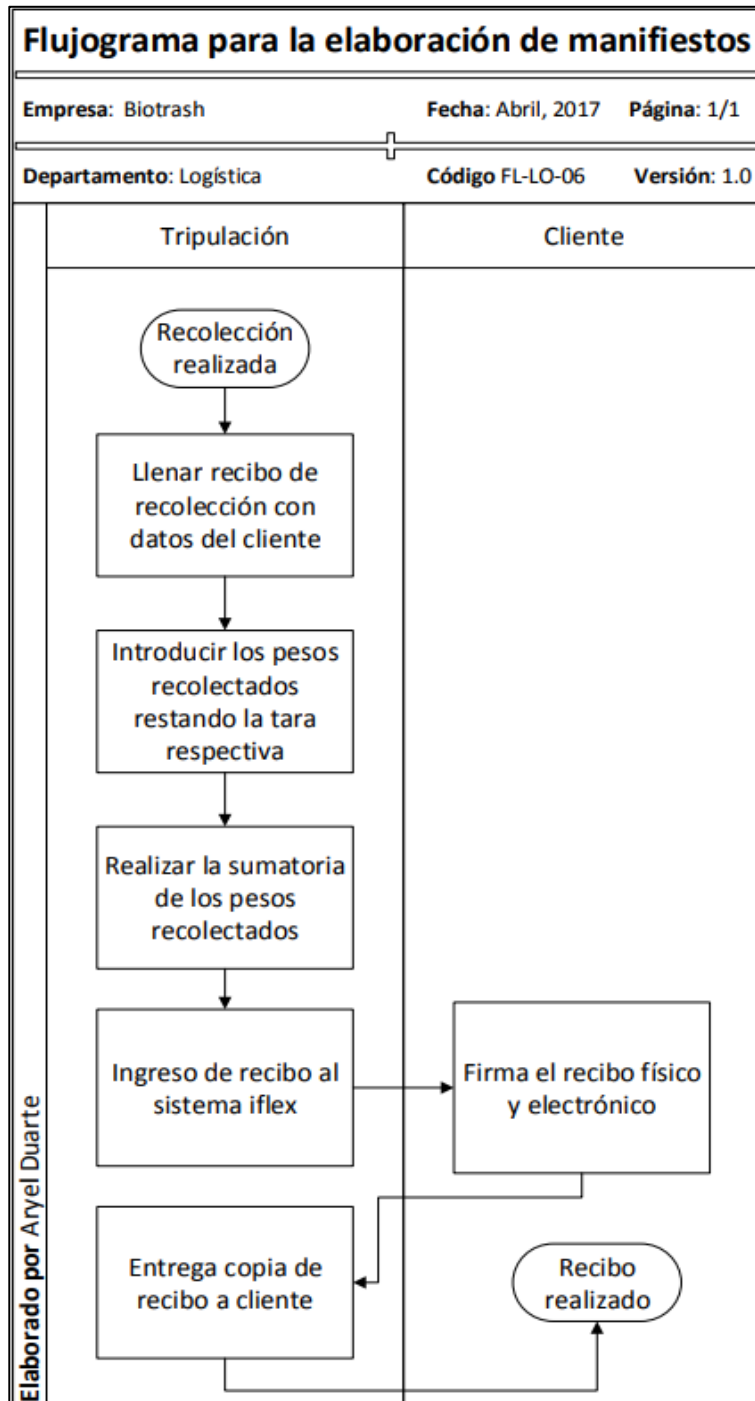 Flujograma para la elaboración de manifiestos
Empresa: Biotrash
Fecha: Abril, 2017
Página: 1/1
Departamento: Logística
Código FL-LO-06
Versión: 1.0
Tripulación
Cliente
Recolección
realizada
Llenar recibo de
recolección con
datos del cliente
Introducir los pesos
recolectados
restando la tara
respectiva
Realizar la sumatoria
de los pesos
recolectados
Ingreso de recibo al
sistema iflex
Firma el recibo físico
y electrónico
Entrega copia de
recibo a cliente
Recibo
realizado
Elaborado por Aryel Duarte